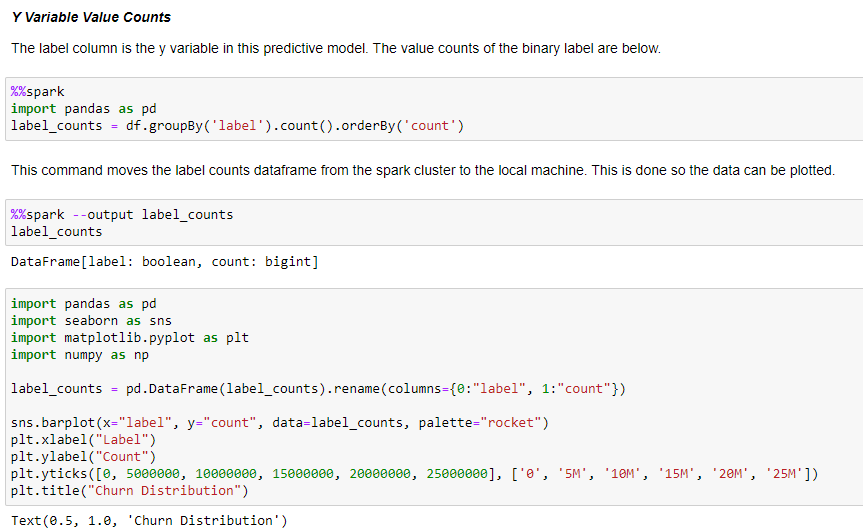 Y Variable Value Counts
The label column is the y variable in this predictive model. The value counts of the binary label are below.
%%spark
import pandas as pd
label_counts = df.groupBy('label').count().orderBy('count')
This command moves the label counts dataframe from the spark cluster to the local machine. This is done so the data can be plotted.
%%spark --output label_counts
label_counts
DataFrame[label: boolean, count: bigint]
import pandas as pd
import seaborn as sns
import matplotlib.pyplot as plt
import numpy as np
label_counts = pd.DataFrame(label_counts).rename(columns={0:"label", 1:"count"})
sns.barplot(x="label", y="count", data=label_counts, palette="rocket")
plt.xlabel("Label")
plt.ylabel("Count")
plt.yticks([0, 5000000, 10000000, 15000000, 20000000, 25000000], ['0', '5M', '10M', '15M', '20M', '25M'])
plt.title("Churn Distribution")
Text(0.5, 1.0, 'Churn Distribution')